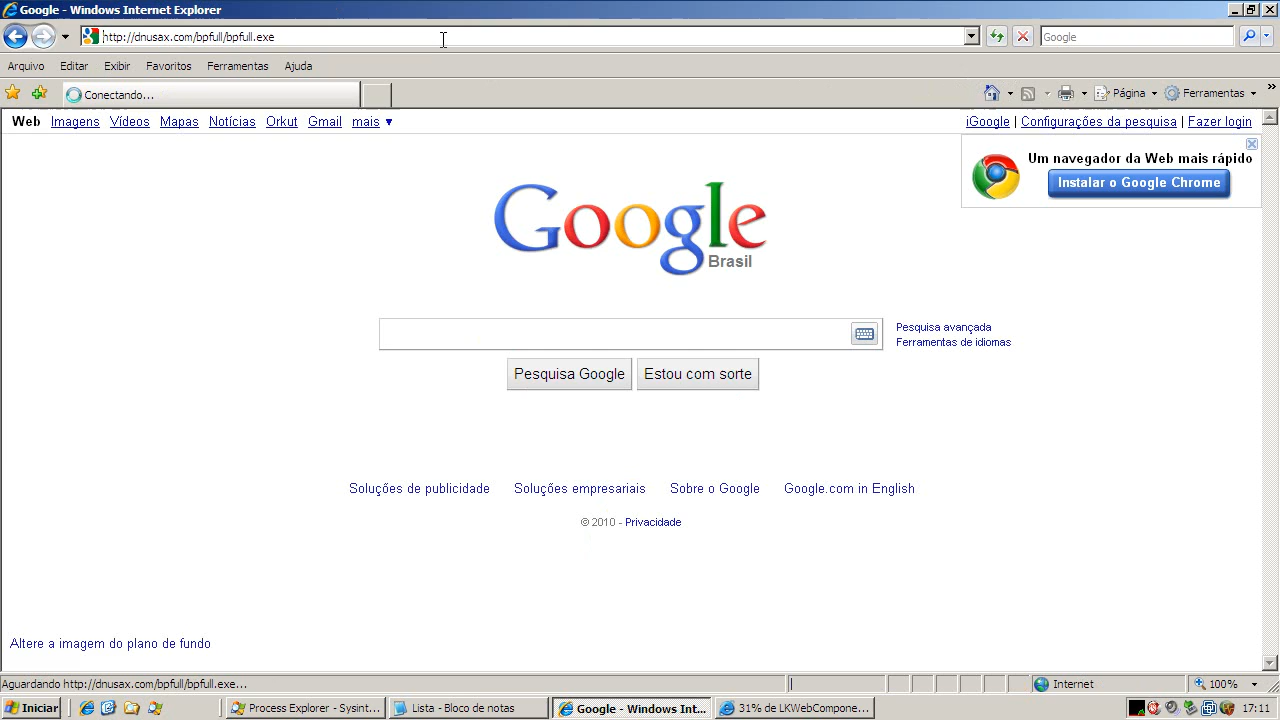 Google - Windows Internet Explorer
http://dnusax.com/bpfull/bpfull.exe
Google
Arquivo Editar Exibir Favoritos Ferramentas Ajuda
Conectando...
Página Ferramentas
Web Imagens Vídeos Mapas Notícias Orkut Gmail mais ▼
iGoogle | Configurações da pesquisa | Fazer login
Um navegador da Web mais rápido
Instalar o Google Chrome
Google
Brasil
Pesquisa avançada
Ferramentas de idiomas
Pesquisa Google Estou com sorte
Soluções de publicidade Soluções empresariais Sobre o Google Google.com in English
© 2010 - Privacidade
Altere a imagem do plano de fundo
Aguardando http://dnusax.com/bpfull/bpfull.exe...
Internet
100%
Iniciar
Process Explorer - Sysint...
Lista - Bloco de notas
Google - Windows Int...
31% de LKWebCompone...
17:11